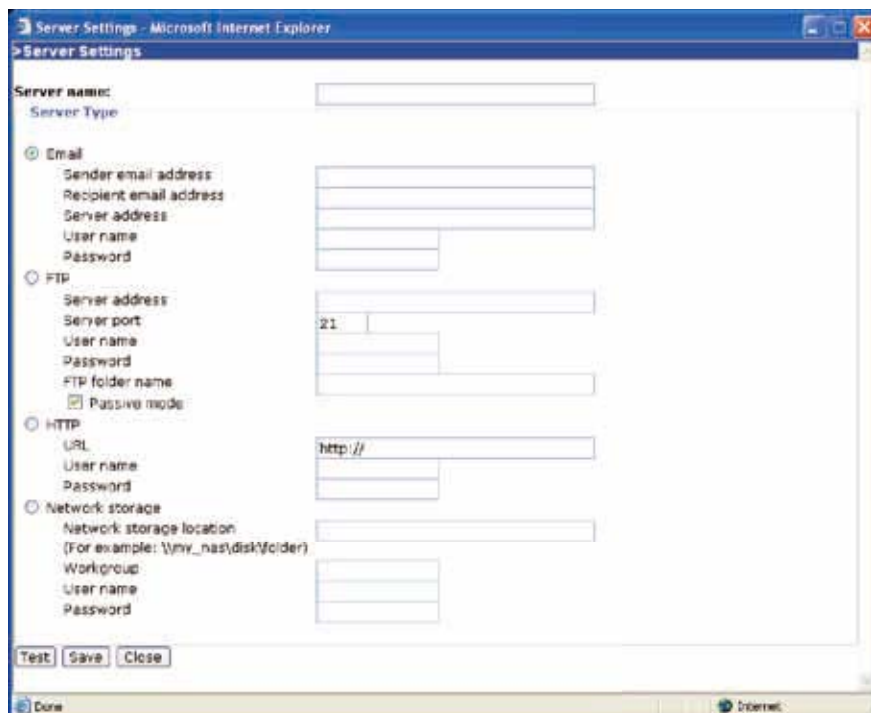 Server Settings - Microsoft Internet Explorer
>Server Settings
Server name:
Server Type
Email
Sender email address
Recipient email address
Server address
User name
Password
FTP
Server address
Server port 21
User name
Password
FTP folder name
Passive mode
HTTP
URL http://
User name
Password
Network storage
Network storage location
(For example: \\my_nas\disk\folder)
Workgroup
User name
Password
Test Save Close
Done Internet